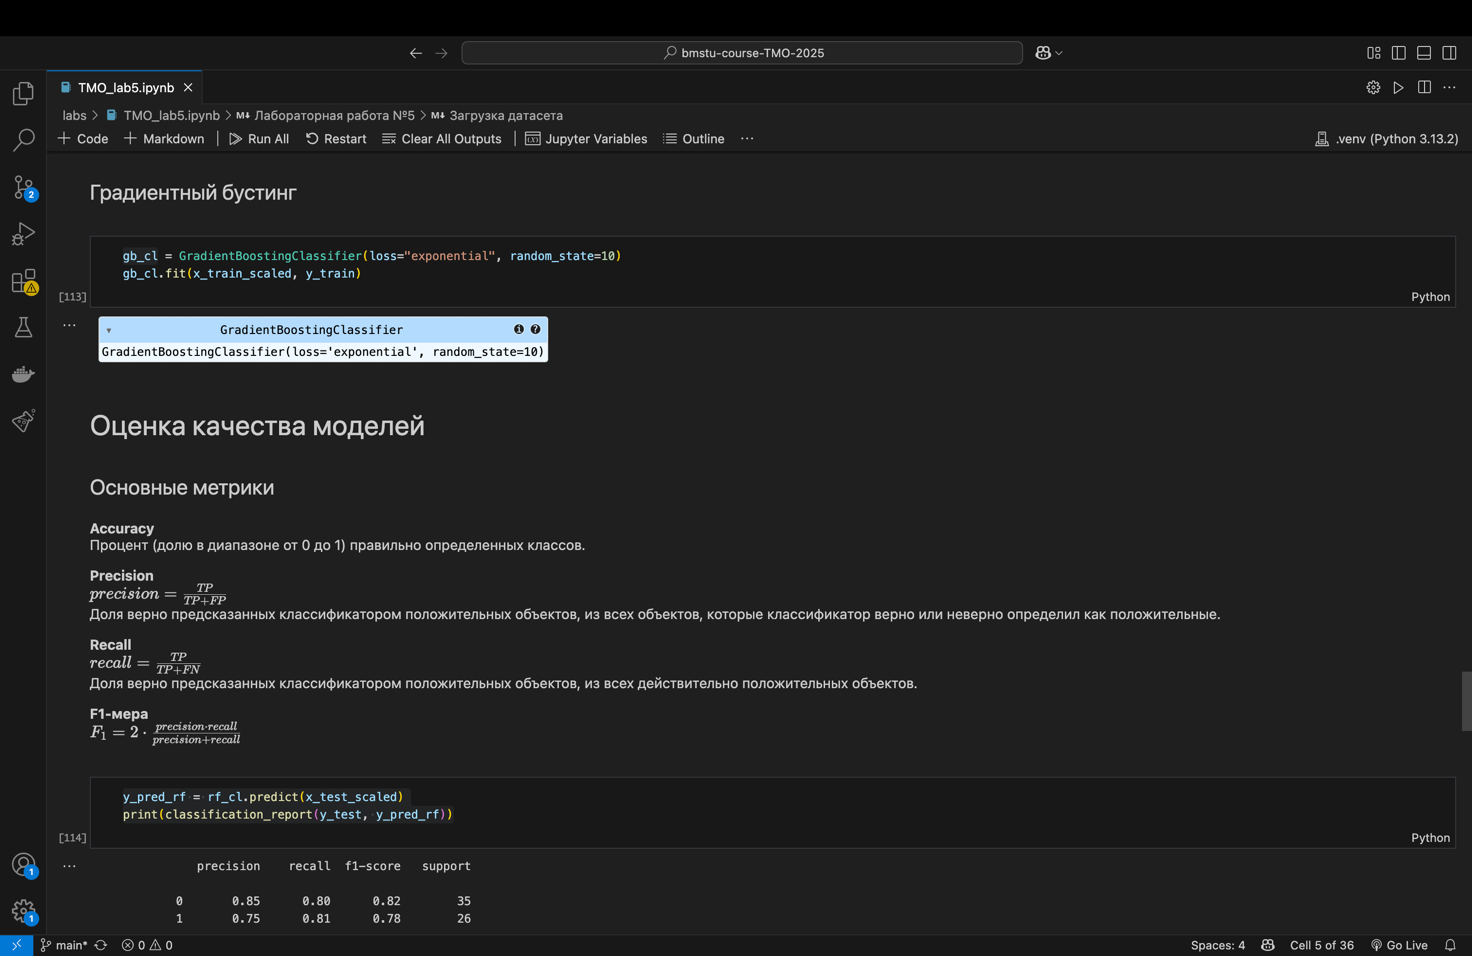 bmstu-course-TMO-2025
TMO_lab5.ipynb
labs > TMO_lab5.ipynb > M↓ Лабораторная работа №5 > M↓ Загрузка датасета
+ Code + Markdown | Run All Restart Clear All Outputs | Jupyter Variables Outline ... .venv (Python 3.13.2)
2
Градиентный бустинг
gb_cl = GradientBoostingClassifier(loss="exponential", random_state=10)
gb_cl.fit(x_train_scaled, y_train)
[113]
Python
...
GradientBoostingClassifier i ?
GradientBoostingClassifier(loss='exponential', random_state=10)
Оценка качества моделей
Основные метрики
Accuracy
Процент (долю в диапазоне от 0 до 1) правильно определенных классов.
Precision
precision = TP / TP+FP
Доля верно предсказанных классификатором положительных объектов, из всех объектов, которые классификатор верно или неверно определил как положительные.
Recall
recall = TP / TP+FN
Доля верно предсказанных классификатором положительных объектов, из всех действительно положительных объектов.
F1-мера
F1 = 2 · precision·recall / precision+recall
y_pred_rf = rf_cl.predict(x_test_scaled)
print(classification_report(y_test, y_pred_rf))
[114]
Python
...
precision recall f1-score support
0 0.85 0.80 0.82 35
1 0.75 0.81 0.78 26
1
1
main* 0 0
Spaces: 4 Cell 5 of 36 Go Live